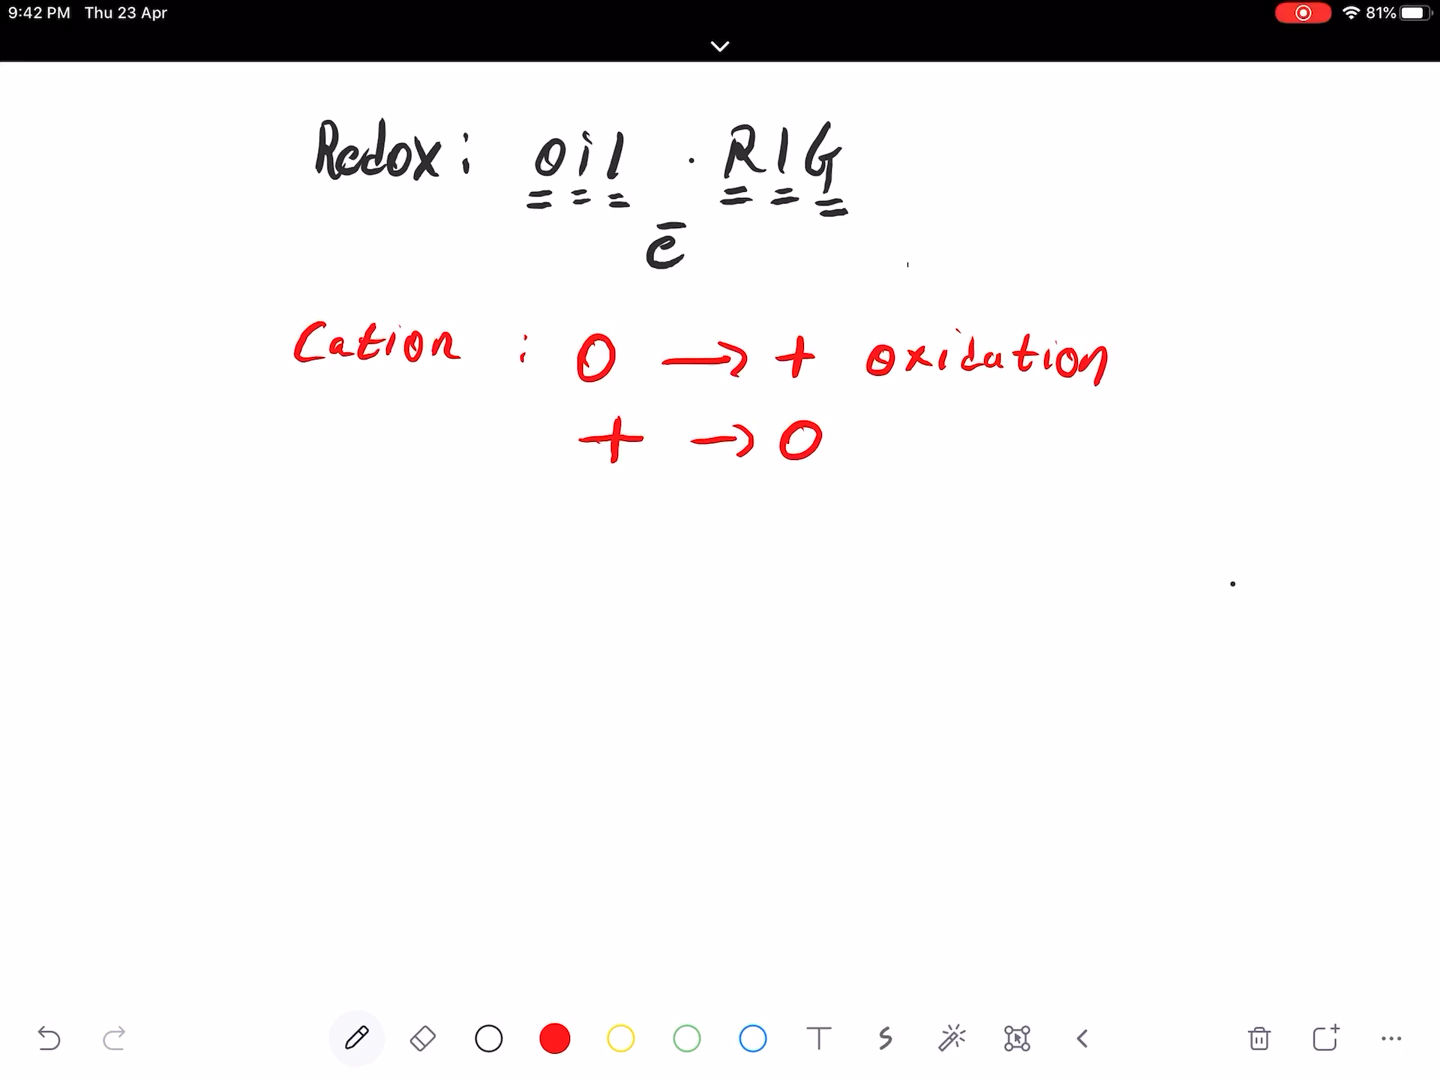 9:42 PM Thu 23 Apr 81%
Redox: oil . RIG
e̅
Cation : 0 → + oxidation
+ → 0